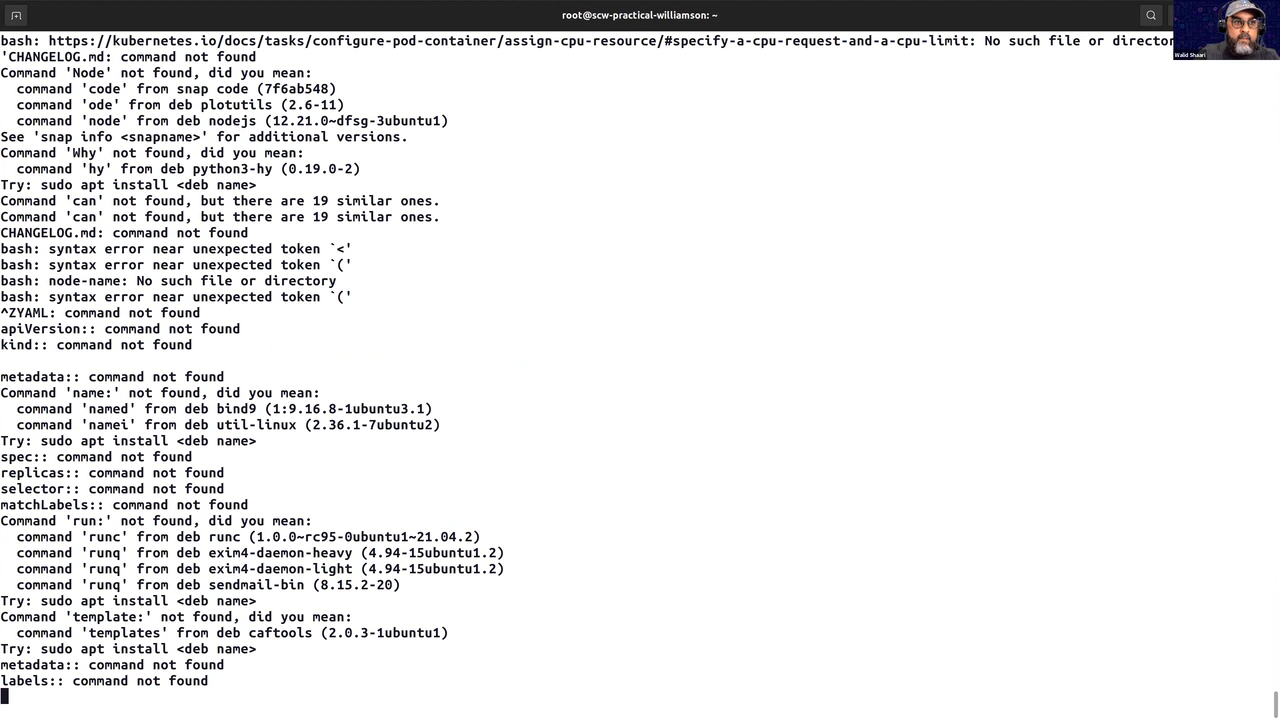 root@scw-practical-williamson: ~
bash: https://kubernetes.io/docs/tasks/configure-pod-container/assign-cpu-resource/#specify-a-cpu-request-and-a-cpu-limit: No such file or director
'CHANGELOG.md: command not found
Command 'Node' not found, did you mean:
  command 'code' from snap code (7f6ab548)
  command 'ode' from deb plotutils (2.6-11)
  command 'node' from deb nodejs (12.21.0~dfsg-3ubuntu1)
See 'snap info <snapname>' for additional versions.
Command 'Why' not found, did you mean:
  command 'hy' from deb python3-hy (0.19.0-2)
Try: sudo apt install <deb name>
Command 'can' not found, but there are 19 similar ones.
Command 'can' not found, but there are 19 similar ones.
CHANGELOG.md: command not found
bash: syntax error near unexpected token `<'
bash: syntax error near unexpected token `('
bash: node-name: No such file or directory
bash: syntax error near unexpected token `('
^ZYAML: command not found
apiVersion:: command not found
kind:: command not found
metadata:: command not found
Command 'name:' not found, did you mean:
  command 'named' from deb bind9 (1:9.16.8-1ubuntu3.1)
  command 'namei' from deb util-linux (2.36.1-7ubuntu2)
Try: sudo apt install <deb name>
spec:: command not found
replicas:: command not found
selector:: command not found
matchLabels:: command not found
Command 'run:' not found, did you mean:
  command 'runc' from deb runc (1.0.0~rc95-0ubuntu1~21.04.2)
  command 'runq' from deb exim4-daemon-heavy (4.94-15ubuntu1.2)
  command 'runq' from deb exim4-daemon-light (4.94-15ubuntu1.2)
  command 'runq' from deb sendmail-bin (8.15.2-20)
Try: sudo apt install <deb name>
Command 'template:' not found, did you mean:
  command 'templates' from deb caftools (2.0.3-1ubuntu1)
Try: sudo apt install <deb name>
metadata:: command not found
labels:: command not found
Walid Shaari